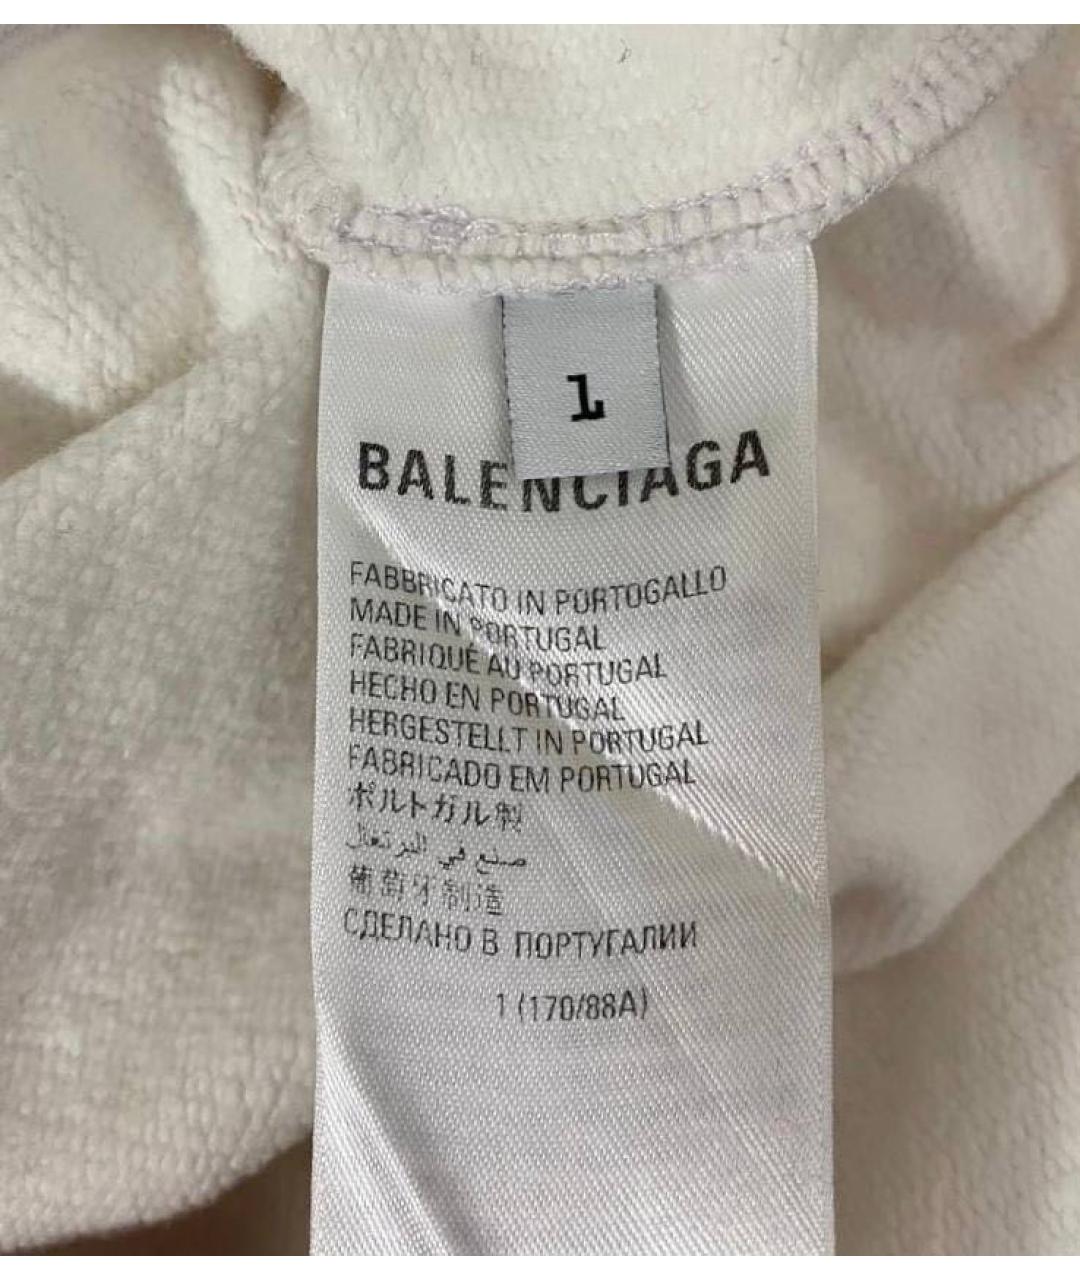 1
BALENCIAGA
FABBRICATO IN PORTOGALLO
MADE IN PORTUGAL
FABRIQUÉ AU PORTUGAL
HECHO EN PORTUGAL
HERGESTELLT IN PORTUGAL
FABRICADO EM PORTUGAL
ポルトガル製
صنع في البرتغال
葡萄牙制造
СДЕЛАНО В ПОРТУГАЛИИ
1 (170/88A)